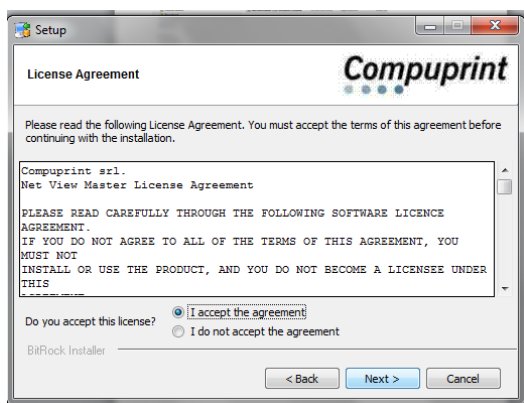 Setup
License Agreement
Compuprint
Please read the following License Agreement. You must accept the terms of this agreement before
continuing with the installation.
Compuprint srl.
Net View Master License Agreement
PLEASE READ CAREFULLY THROUGH THE FOLLOWING SOFTWARE LICENCE
AGREEMENT.
IF YOU DO NOT AGREE TO ALL OF THE TERMS OF THIS AGREEMENT, YOU
MUST NOT
INSTALL OR USE THE PRODUCT, AND YOU DO NOT BECOME A LICENSEE UNDER
THIS
Do you accept this license?
I accept the agreement
I do not accept the agreement
BitRock Installer
< Back
Next >
Cancel